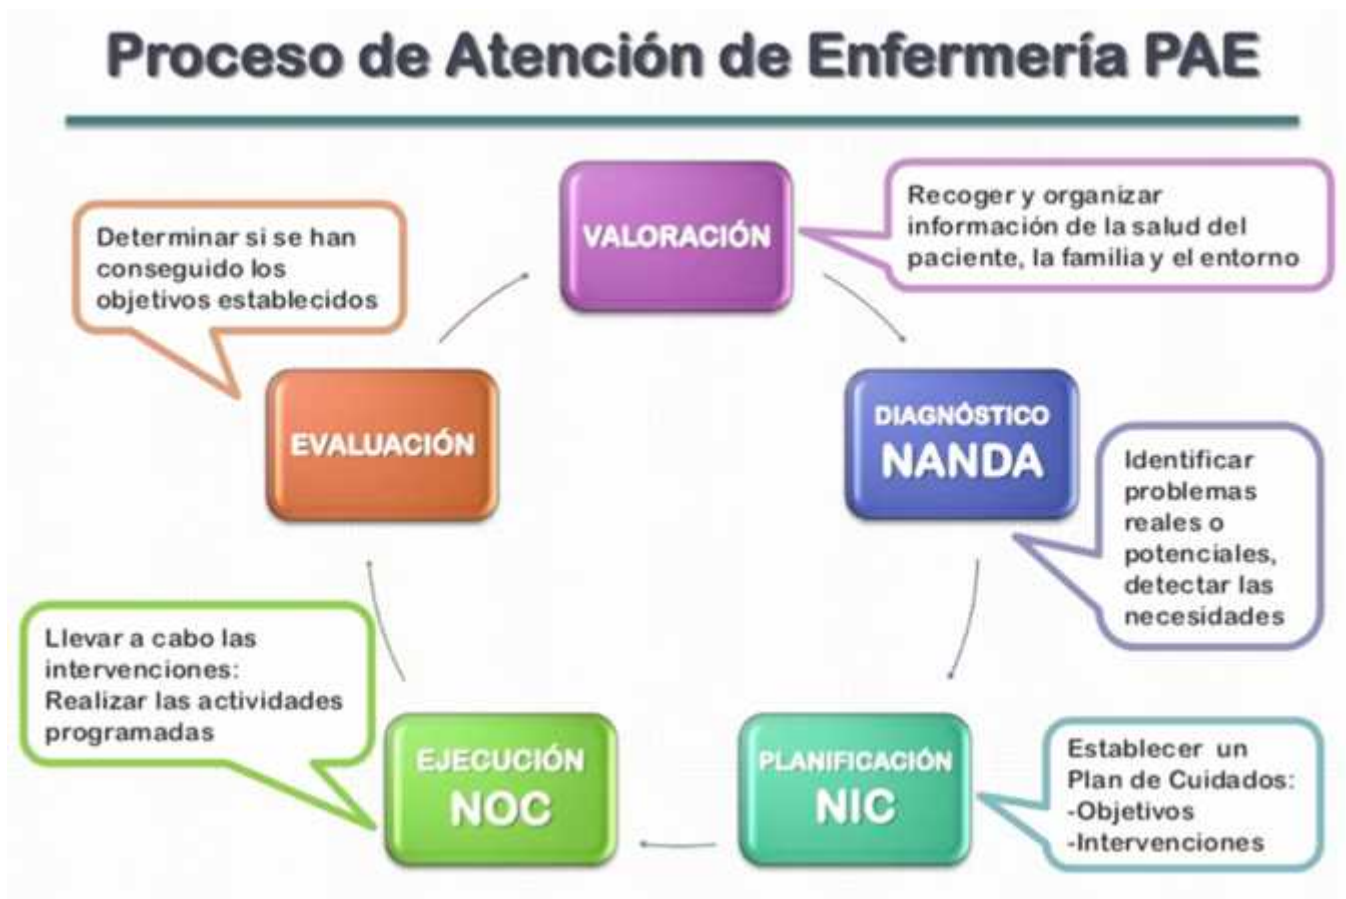 Proceso de Atención de Enfermería PAE
VALORACIÓN
Recoger y organizar
información de la salud del
paciente, la familia y el entorno
DIAGNÓSTICO
NANDA
Identificar
problemas
reales o
potenciales,
detectar las
necesidades
PLANIFICACIÓN
NIC
Establecer un
Plan de Cuidados:
-Objetivos
-Intervenciones
EJECUCIÓN
NOC
Llevar a cabo las
intervenciones:
Realizar las actividades
programadas
EVALUACIÓN
Determinar si se han
conseguido los
objetivos establecidos